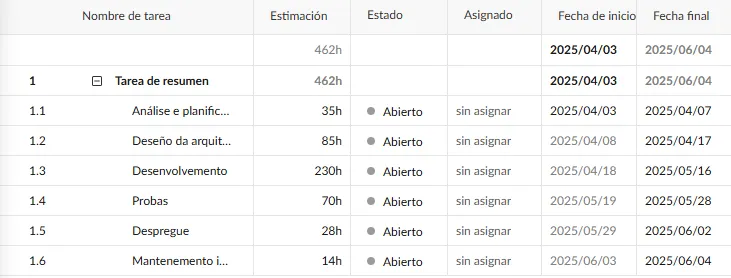 Nombre de tarea Estimación Estado Asignado Fecha de inicio Fecha final
462h 2025/04/03 2025/06/04
1 Tarea de resumen 462h 2025/04/03 2025/06/04
1.1 Análise e planific... 35h Abierto sin asignar 2025/04/03 2025/04/07
1.2 Deseño da arquit... 85h Abierto sin asignar 2025/04/08 2025/04/17
1.3 Desenvolvemento 230h Abierto sin asignar 2025/04/18 2025/05/16
1.4 Probas 70h Abierto sin asignar 2025/05/19 2025/05/28
1.5 Despregue 28h Abierto sin asignar 2025/05/29 2025/06/02
1.6 Mantenemento i... 14h Abierto sin asignar 2025/06/03 2025/06/04